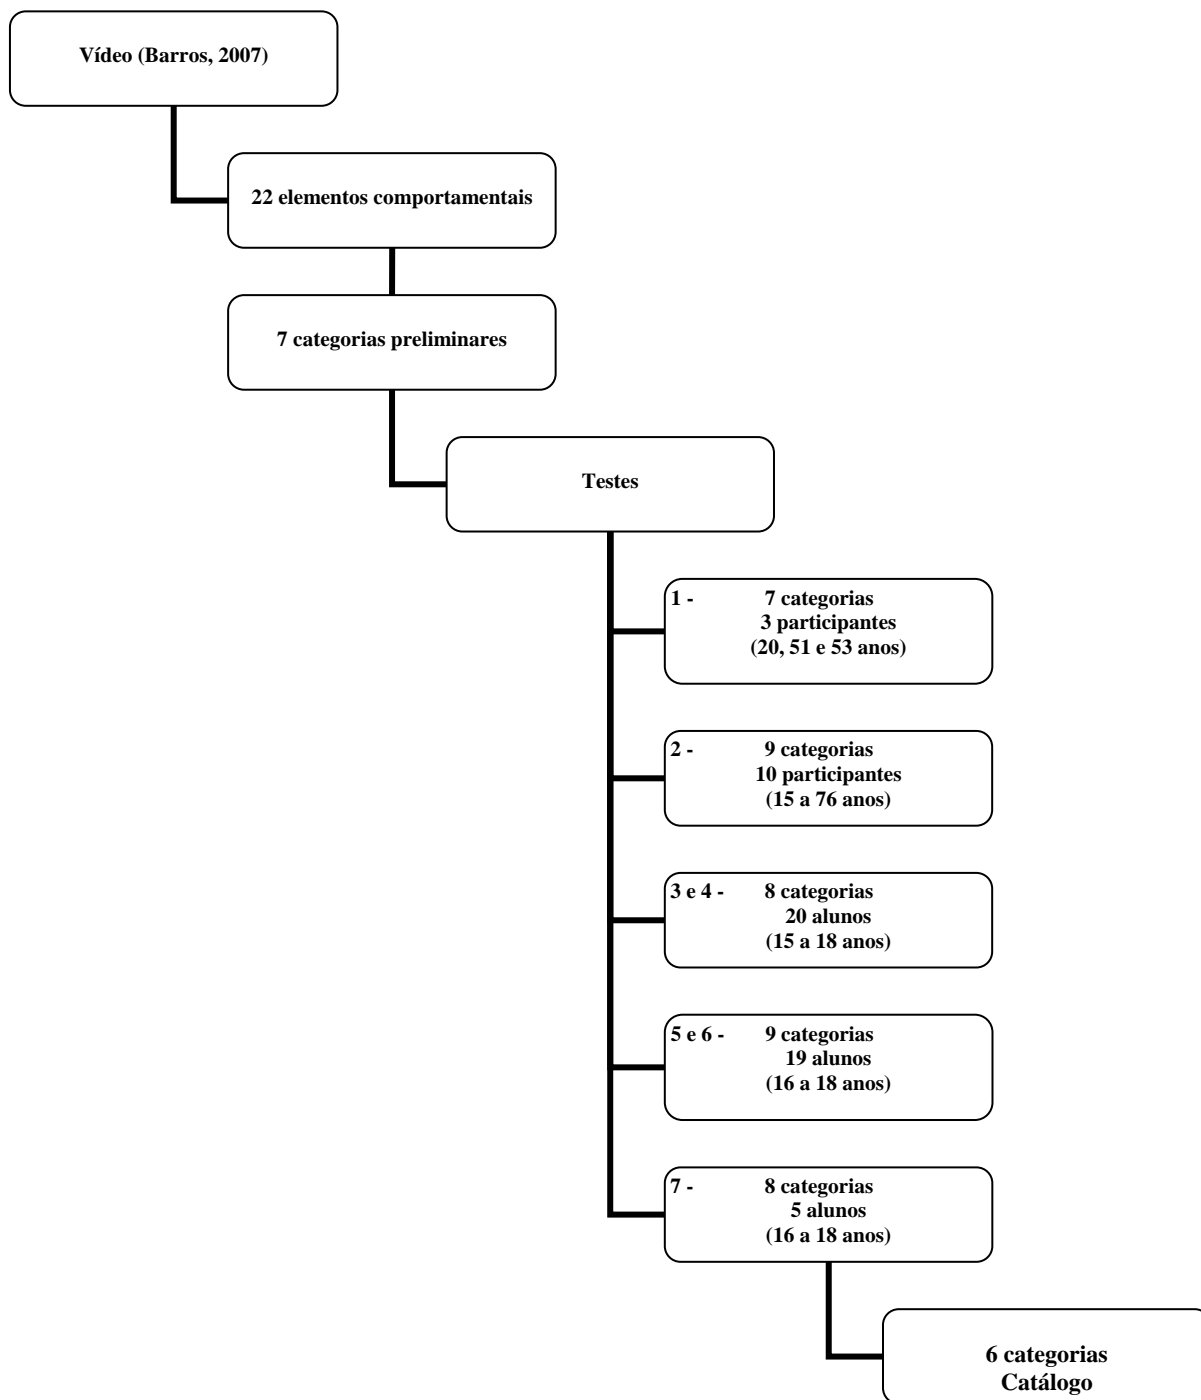 Vídeo (Barros, 2007)
22 elementos comportamentais
7 categorias preliminares
Testes
1 - 7 categorias
3 participantes
(20, 51 e 53 anos)
2 - 9 categorias
10 participantes
(15 a 76 anos)
3 e 4 - 8 categorias
20 alunos
(15 a 18 anos)
5 e 6 - 9 categorias
19 alunos
(16 a 18 anos)
7 - 8 categorias
5 alunos
(16 a 18 anos)
6 categorias
Catálogo